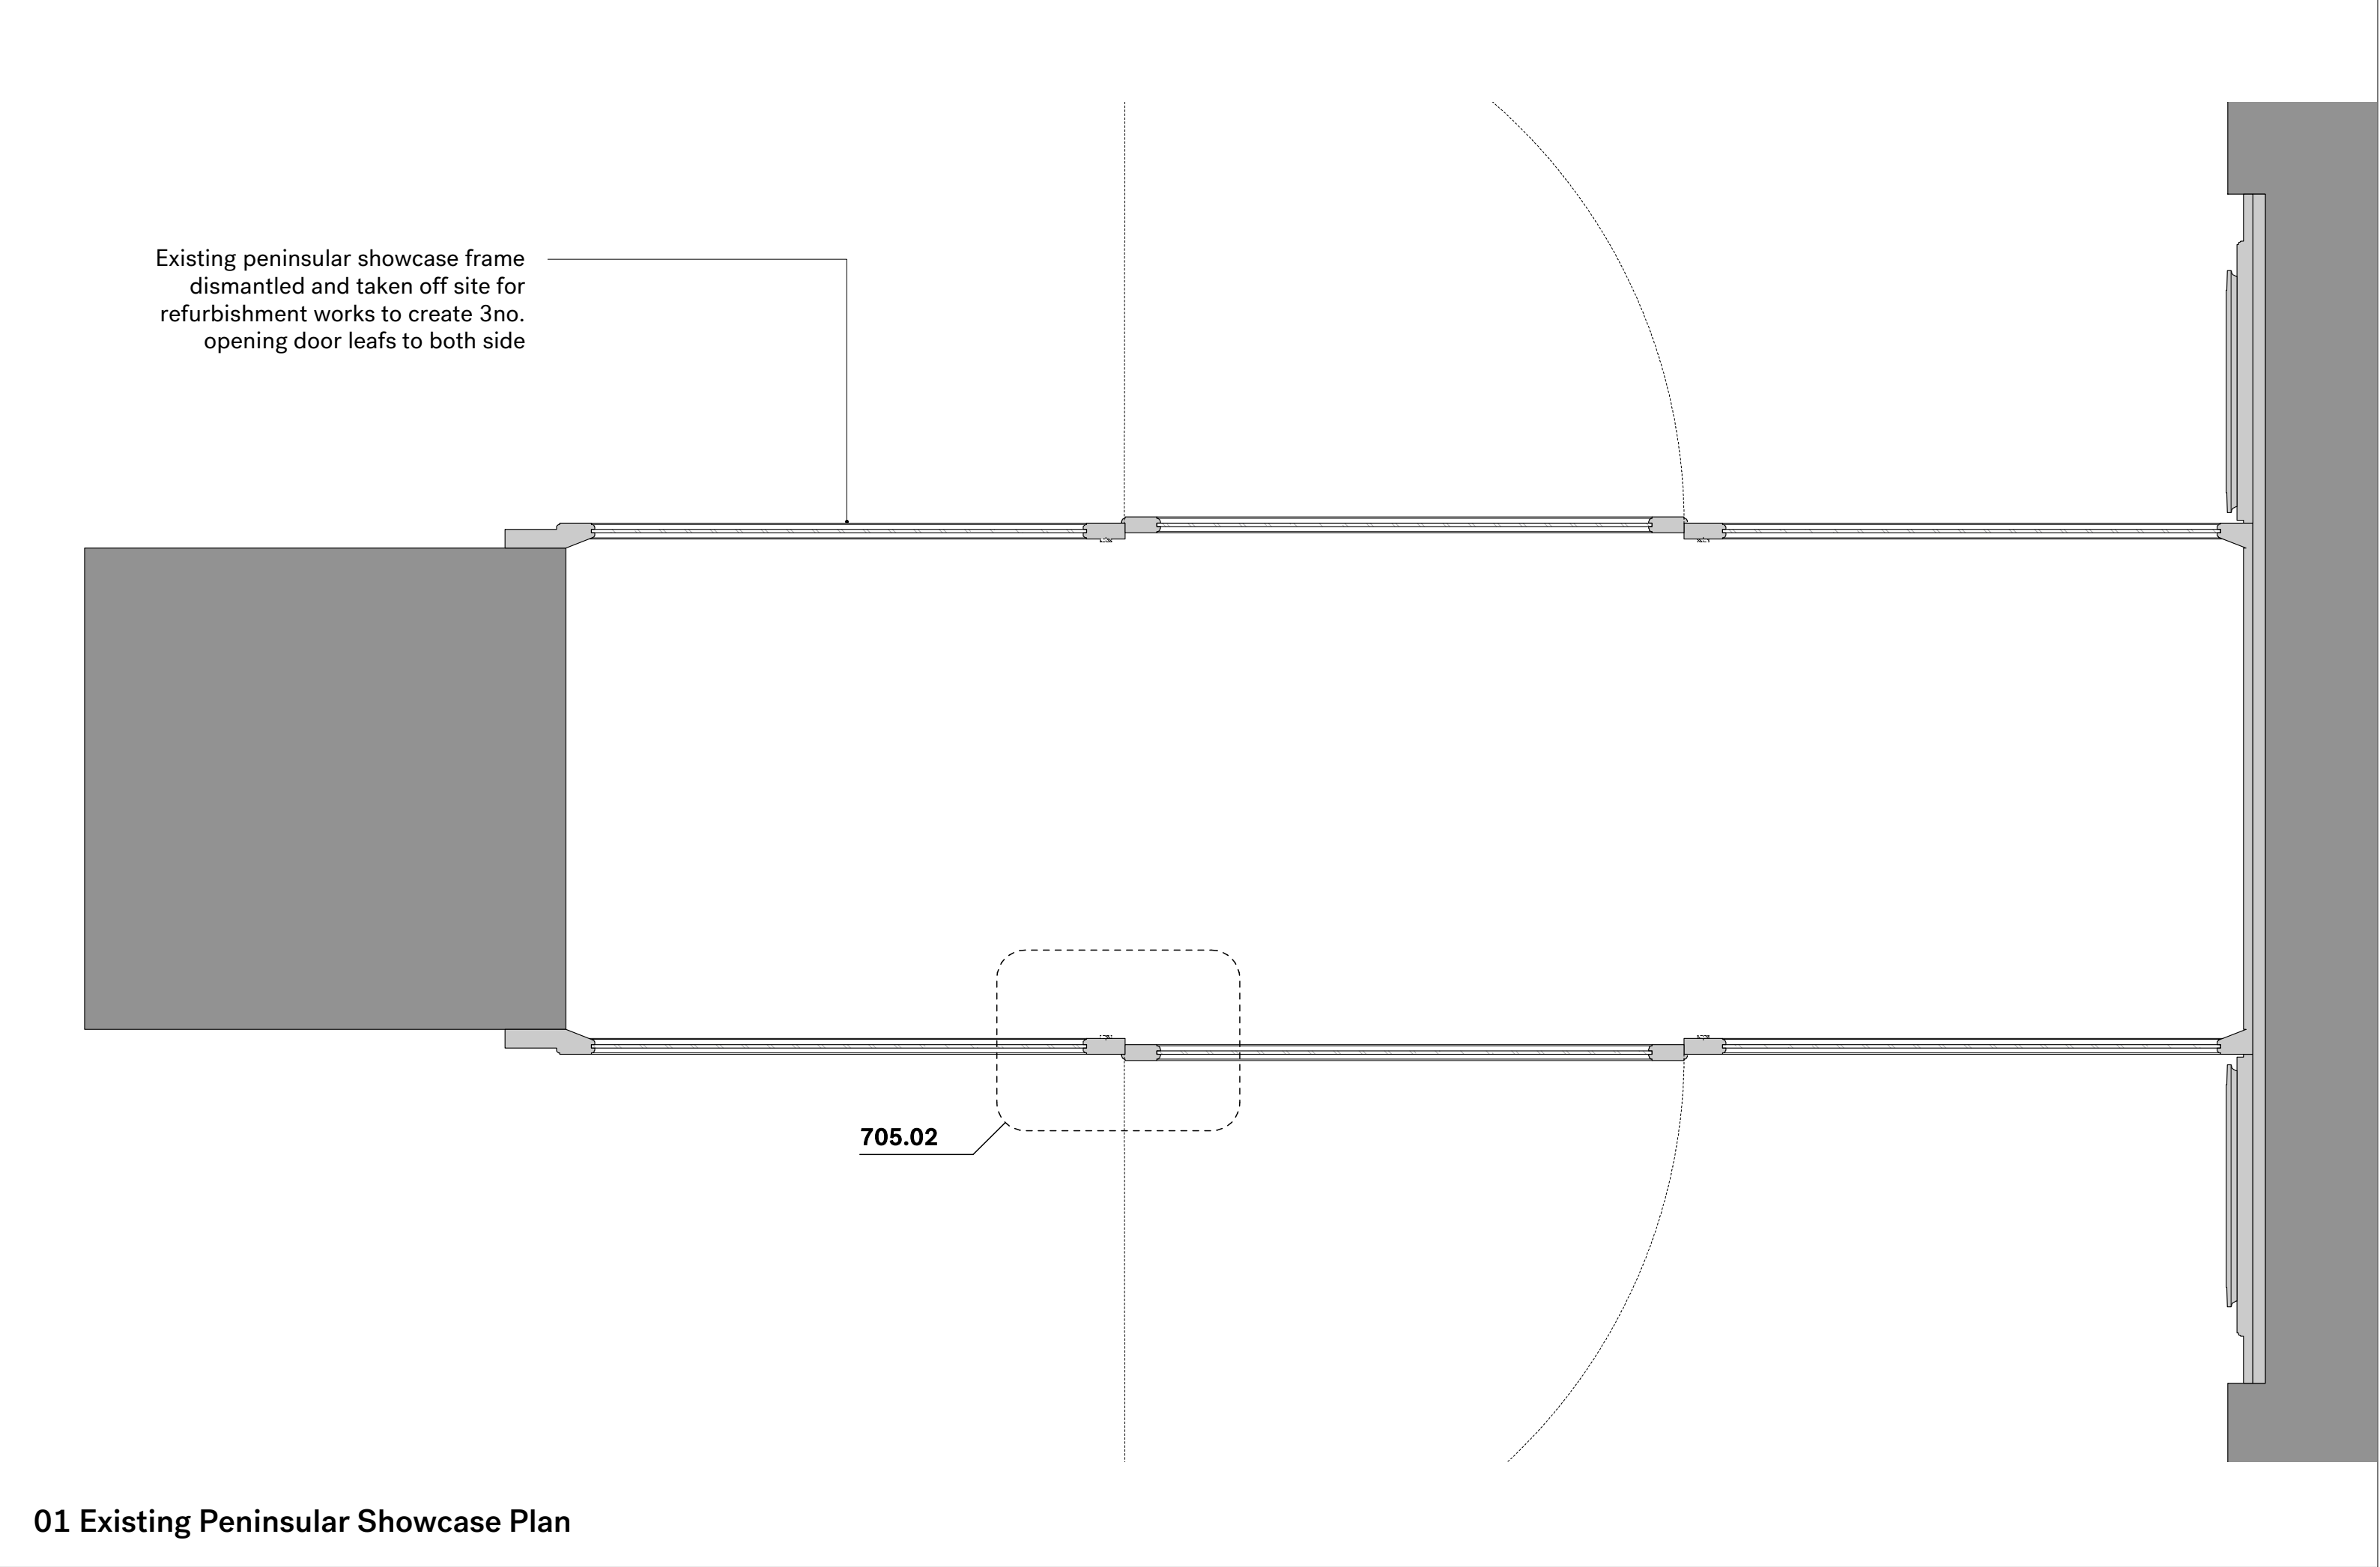 Existing peninsular showcase frame
dismantled and taken off site for
refurbishment works to create 3no.
opening door leafs to both side
705.02
01 Existing Peninsular Showcase Plan